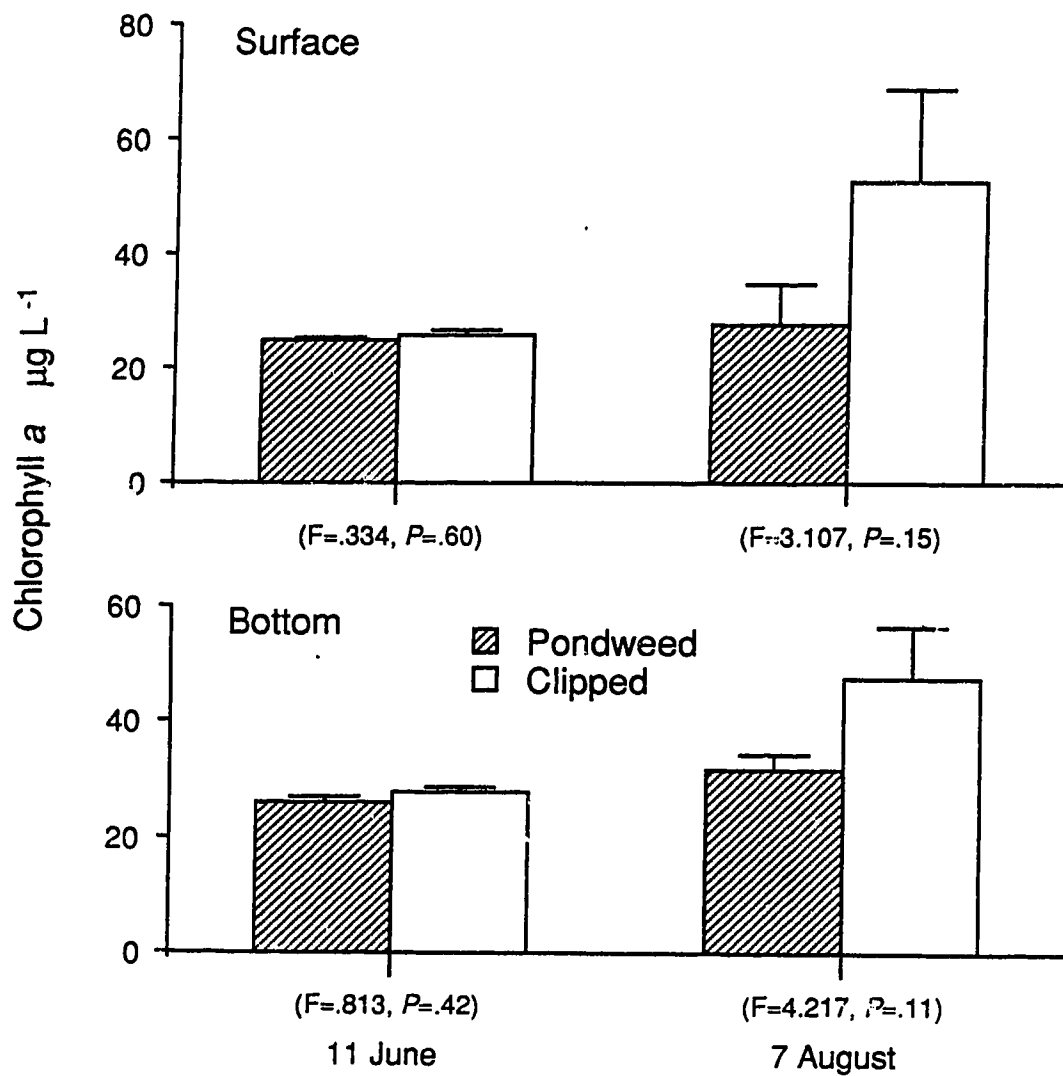 80
Surface
60
40
20
0
(F=.334, P=.60) (F=3.107, P=.15)
Chlorophyll a µg L⁻¹
60
Bottom
Pondweed
Clipped
40
20
0
(F=.813, P=.42) (F=4.217, P=.11)
11 June 7 August